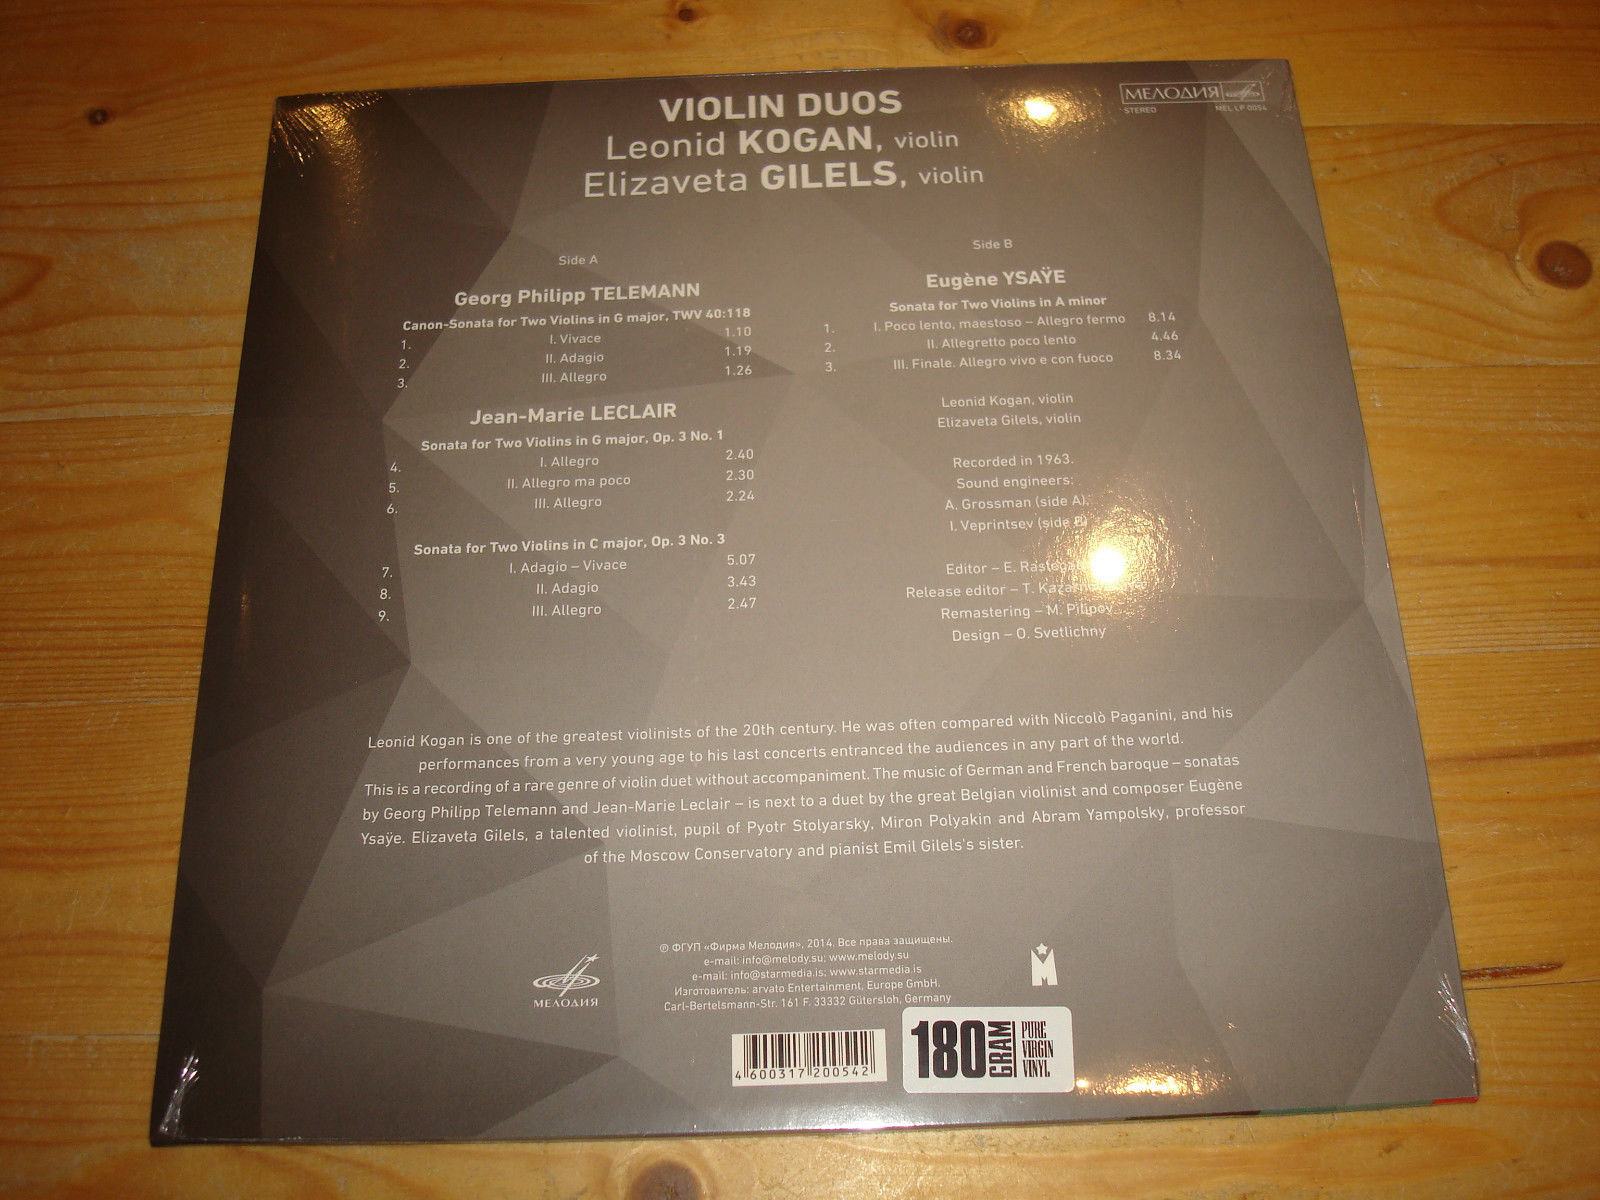 VIOLIN DUOS
Leonid KOGAN, violin
Elizaveta GILELS, violin
МЕЛОДИЯ
STEREO MEL LP 0054
Side A
Georg Philipp TELEMANN
Canon-Sonata for Two Violins in G major, TWV 40:118
1. I. Vivace 1.10
2. II. Adagio 1.19
3. III. Allegro 1.26
Jean-Marie LECLAIR
Sonata for Two Violins in G major, Op. 3 No. 1
4. I. Allegro 2.40
5. II. Allegro ma poco 2.30
6. III. Allegro 2.24
Sonata for Two Violins in C major, Op. 3 No. 3
7. I. Adagio – Vivace 5.07
8. II. Adagio 3.43
9. III. Allegro 2.47
Side B
Eugène YSAŸE
Sonata for Two Violins in A minor
1. I. Poco lento, maestoso – Allegro fermo 8.14
2. II. Allegretto poco lento 4.46
3. III. Finale. Allegro vivo e con fuoco 8.34
Leonid Kogan, violin
Elizaveta Gilels, violin
Recorded in 1963.
Sound engineers:
A. Grossman (side A),
I. Veprintsev (side B)
Editor – E.
Release editor – T.
Remastering – M. Pilipov
Design – O. Svetlichny
Leonid Kogan is one of the greatest violinists of the 20th century. He was often compared with Niccolò Paganini, and his
performances from a very young age to his last concerts entranced the audiences in any part of the world.
This is a recording of a rare genre of violin duet without accompaniment. The music of German and French baroque – sonatas
by Georg Philipp Telemann and Jean-Marie Leclair – is next to a duet by the great Belgian violinist and composer Eugène
Ysaÿe. Elizaveta Gilels, a talented violinist, pupil of Pyotr Stolyarsky, Miron Polyakin and Abram Yampolsky, professor
of the Moscow Conservatory and pianist Emil Gilels's sister.
МЕЛОДИЯ
℗ ФГУП «Фирма Мелодия», 2014. Все права защищены.
e-mail: info@melody.su; www.melody.su
e-mail: info@starmedia.is; www.starmedia.is
Изготовитель: arvato Entertainment, Europe GmbH.
Carl-Bertelsmann-Str. 161 F. 33332 Gütersloh, Germany
M
4 600317 200542
180 GRAM
PURE
VIRGIN
VINYL